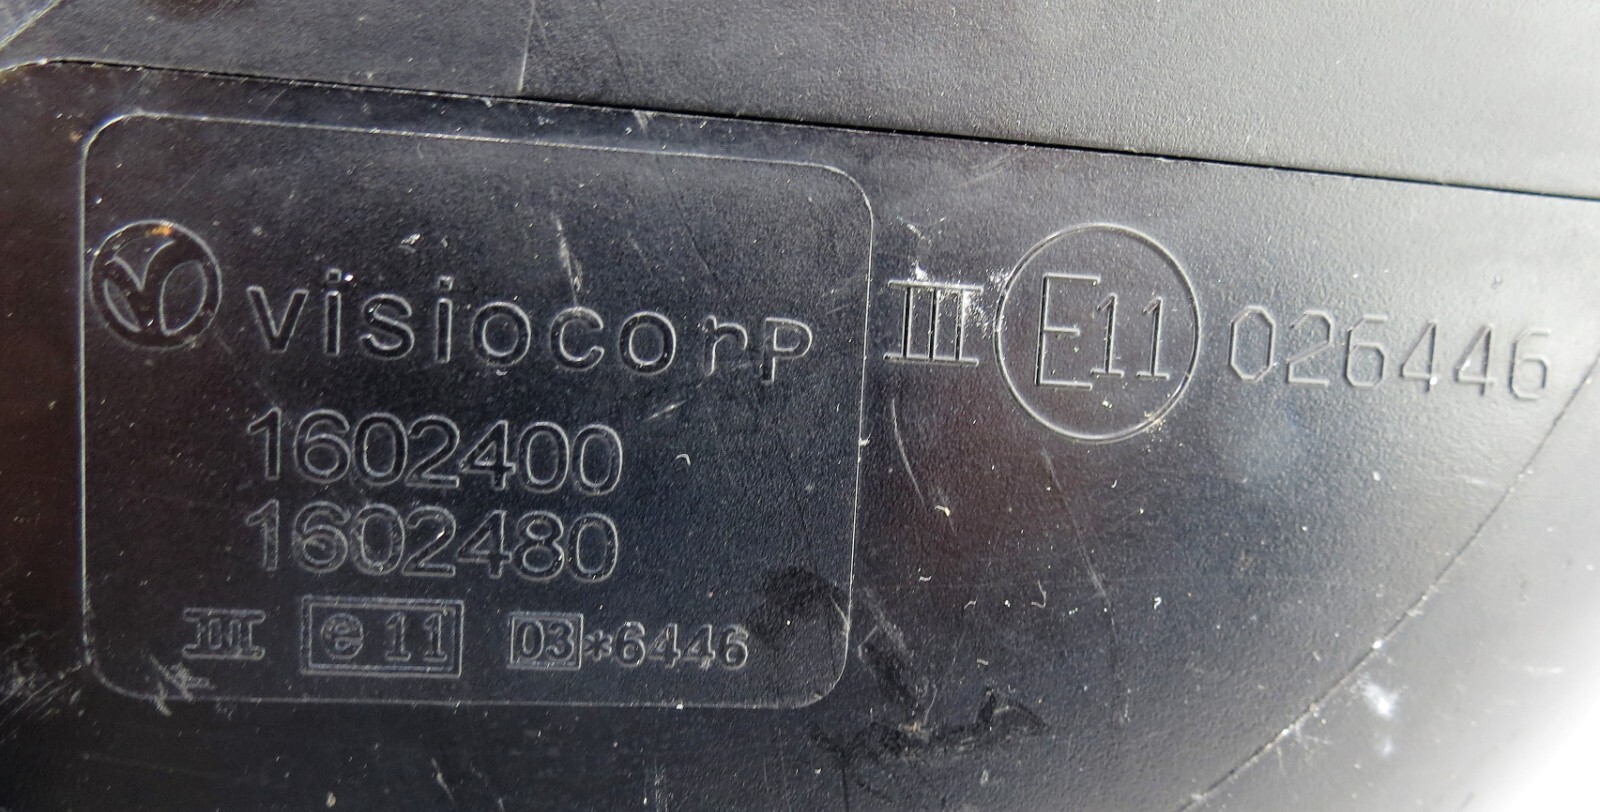 visiocorp
III E11 026446
1602400
1602480
III e 11 03*6446